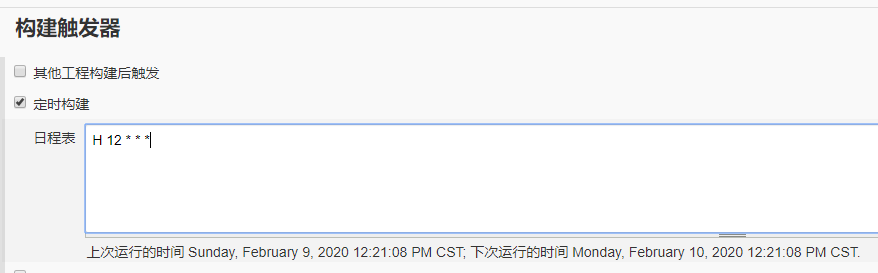 构建触发器
其他工程构建后触发
定时构建
日程表
H 12 * * *
上次运行的时间 Sunday, February 9, 2020 12:21:08 PM CST; 下次运行的时间 Monday, February 10, 2020 12:21:08 PM CST.